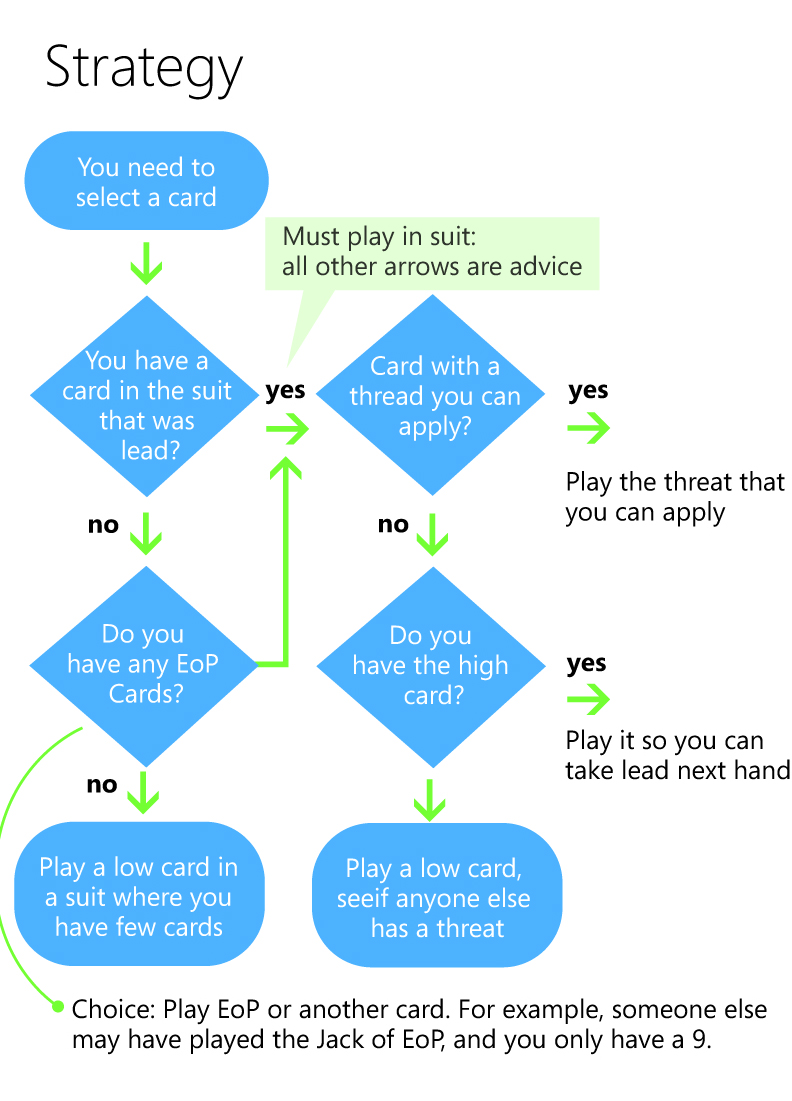 Strategy
You need to
select a card
Must play in suit:
all other arrows are advice
You have a
card in the suit
that was
lead?
yes
Card with a
thread you can
apply?
yes
Play the threat that
you can apply
no
no
Do you
have any EoP
Cards?
Do you
have the high
card?
yes
Play it so you can
take lead next hand
no
Play a low card in
a suit where you
have few cards
Play a low card,
seeif anyone else
has a threat
Choice: Play EoP or another card. For example, someone else
may have played the Jack of EoP, and you only have a 9.